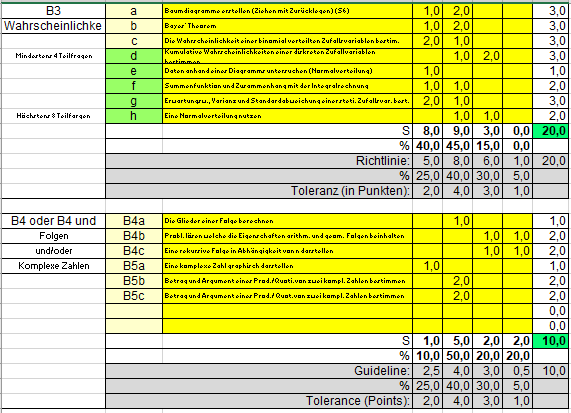 B3 a Baumdiagramme erstellen (Ziehen mit Zurücklegen) (S6) 1,0 2,0 3,0
Wahrscheinlichke b Bayes' Theorem 1,0 2,0 3,0
c Die Wahrscheinlichkeit einer binomial verteilten Zufallsvariablen bestim. 2,0 1,0 3,0
Mindestens 4 Teilfragen d Kumulative Wahrscheinlichkeiten einer diskreten Zufallsvariablen bestimmen 1,0 2,0 3,0
e Daten anhand eines Diagramms untersuchen (Normalverteilung) 1,0 1,0
f Summenfunktion und Zusammenhang mit der Integralrechnung 1,0 1,0 2,0
g Erwartungsw., Varianz und Standardabweichung einer steti. Zufallsvar. best. 2,0 1,0 3,0
Höchstens 8 Teilfargen h Eine Normalverteilung nutzen 1,0 1,0 2,0
S 8,0 9,0 3,0 0,0 20,0
% 40,0 45,0 15,0 0,0
Richtlinie: 5,0 8,0 6,0 1,0 20,0
% 25,0 40,0 30,0 5,0
Toleranz (in Punkten): 2,0 4,0 3,0 1,0
B4 oder B4 und B4a Die Glieder einer Folge berechnen 1,0 1,0
Folgen B4b Probl. lösen welche die Eigenschaften arithm. und geom. Folgen beinhalten 1,0 1,0 2,0
und/oder B4c Eine rekursive Folge in Abhängigkeit von n darstellen 1,0 1,0 2,0
Komplexe Zahlen B5a Eine komplexe Zahl graphisch darstellen 1,0 1,0
B5b Betrag und Argument einer Prod./Quoti. von zwei kompl. Zahlen bestimmen 2,0 2,0
B5c Betrag und Argument einer Prod./Quoti. von zwei kompl. Zahlen bestimmen 2,0 2,0
0,0
0,0
S 1,0 5,0 2,0 2,0 10,0
% 10,0 50,0 20,0 20,0
Guideline: 2,5 4,0 3,0 0,5 10,0
% 25,0 40,0 30,0 5,0
Tolerance (Points): 2,0 4,0 3,0 1,0